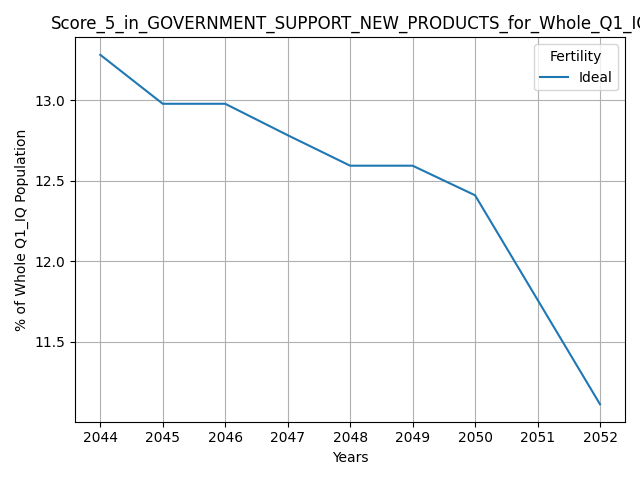 Score_5_in_GOVERNMENT_SUPPORT_NEW_PRODUCTS_for_Whole_Q1_IQ
Fertility
Ideal
% of Whole Q1_IQ Population
13.0
12.5
12.0
11.5
2044 2045 2046 2047 2048 2049 2050 2051 2052
Years